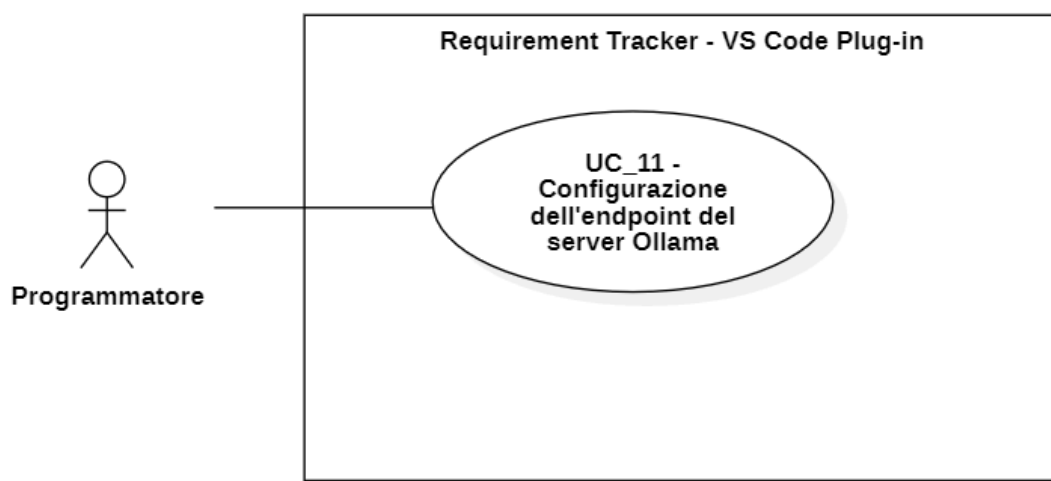 Requirement Tracker - VS Code Plug-in
UC_11 -
Configurazione
dell'endpoint del
server Ollama
Programmatore